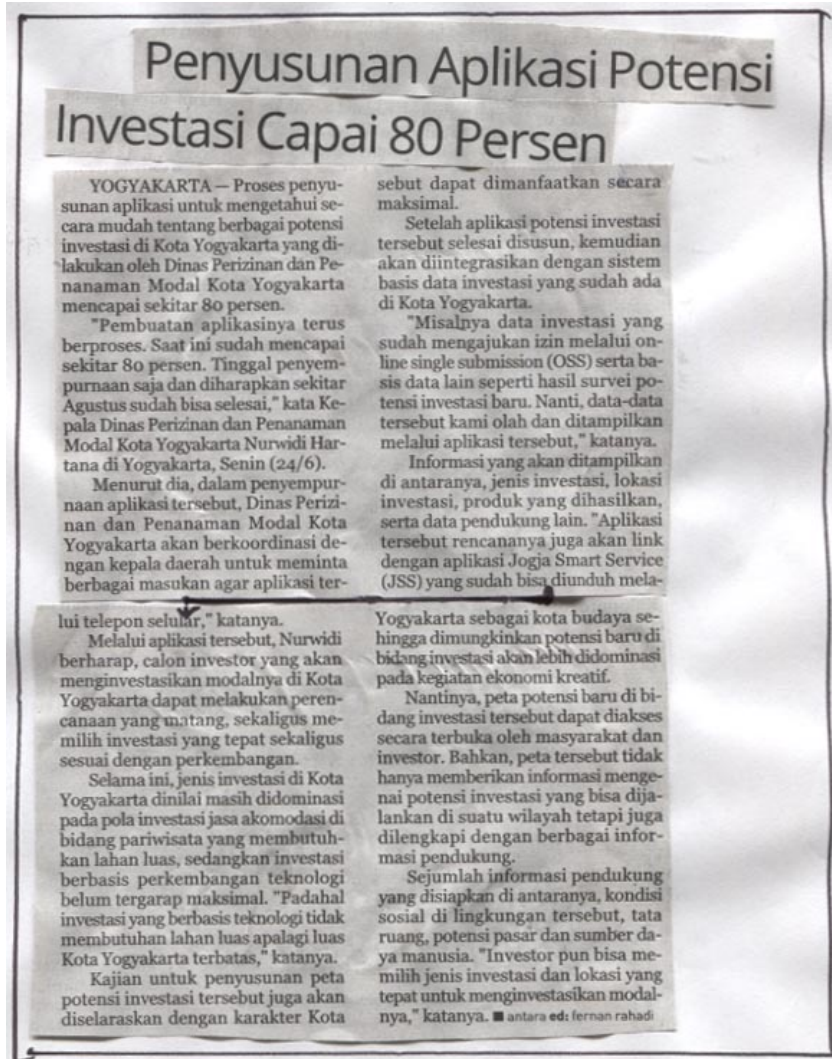 Penyusunan Aplikasi Potensi
Investasi Capai 80 Persen
YOGYAKARTA — Proses penyu-
sunan aplikasi untuk mengetahui se-
cara mudah tentang berbagai potensi
investasi di Kota Yogyakarta yang di-
lakukan oleh Dinas Perizinan dan Pe-
nanaman Modal Kota Yogyakarta
mencapai sekitar 80 persen.
"Pembuatan aplikasinya terus
berproses. Saat ini sudah mencapai
sekitar 80 persen. Tinggal penyem-
purnaan saja dan diharapkan sekitar
Agustus sudah bisa selesai," kata Ke-
pala Dinas Perizinan dan Penanaman
Modal Kota Yogyakarta Nurwidi Har-
tana di Yogyakarta, Senin (24/6).
Menurut dia, dalam penyempur-
naan aplikasi tersebut, Dinas Perizi-
nan dan Penanaman Modal Kota
Yogyakarta akan berkoordinasi de-
ngan kepala daerah untuk meminta
berbagai masukan agar aplikasi ter-
sebut dapat dimanfaatkan secara
maksimal.
Setelah aplikasi potensi investasi
tersebut selesai disusun, kemudian
akan diintegrasikan dengan sistem
basis data investasi yang sudah ada
di Kota Yogyakarta.
"Misalnya data investasi yang
sudah mengajukan izin melalui on-
line single submission (OSS) serta ba-
sis data lain seperti hasil survei po-
tensi investasi baru. Nanti, data-data
tersebut kami olah dan ditampilkan
melalui aplikasi tersebut," katanya.
Informasi yang akan ditampilkan
di antaranya, jenis investasi, lokasi
investasi, produk yang dihasilkan,
serta data pendukung lain. "Aplikasi
tersebut rencananya juga akan link
dengan aplikasi Jogja Smart Service
(JSS) yang sudah bisa diunduh mela-
lui telepon selular," katanya.
Melalui aplikasi tersebut, Nurwidi
berharap, calon investor yang akan
menginvestasikan modalnya di Kota
Yogyakarta dapat melakukan peren-
canaan yang matang, sekaligus me-
milih investasi yang tepat sekaligus
sesuai dengan perkembangan.
Selama ini, jenis investasi di Kota
Yogyakarta dinilai masih didominasi
pada pola investasi jasa akomodasi di
bidang pariwisata yang membutuh-
kan lahan luas, sedangkan investasi
berbasis perkembangan teknologi
belum tergarap maksimal. "Padahal
investasi yang berbasis teknologi tidak
membutuhan lahan luas apalagi luas
Kota Yogyakarta terbatas," katanya.
Kajian untuk penyusunan peta
potensi investasi tersebut juga akan
diselaraskan dengan karakter Kota
Yogyakarta sebagai kota budaya se-
hingga dimungkinkan potensi baru di
bidang investasi akan lebih didominasi
pada kegiatan ekonomi kreatif.
Nantinya, peta potensi baru di bi-
dang investasi tersebut dapat diakses
secara terbuka oleh masyarakat dan
investor. Bahkan, peta tersebut tidak
hanya memberikan informasi menge-
nai potensi investasi yang bisa dija-
lankan di suatu wilayah tetapi juga
dilengkapi dengan berbagai infor-
masi pendukung.
Sejumlah informasi pendukung
yang disiapkan di antaranya, kondisi
sosial di lingkungan tersebut, tata
ruang, potensi pasar dan sumber da-
ya manusia. "Investor pun bisa me-
milih jenis investasi dan lokasi yang
tepat untuk menginvestasikan modal-
nya," katanya. ■ antara ed: fernan rahadi